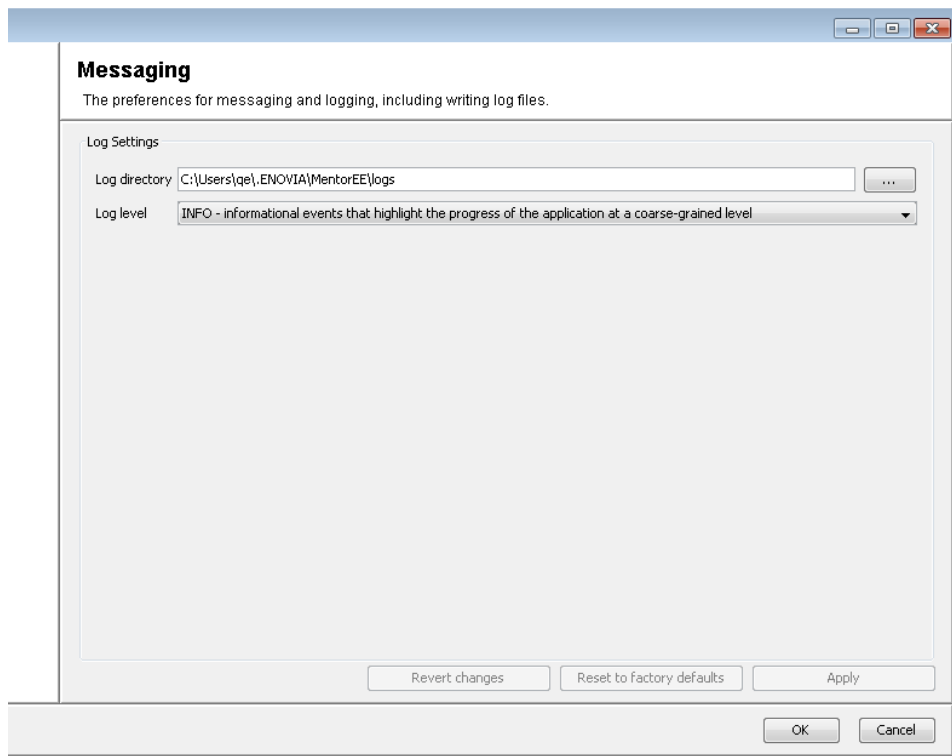 Messaging
The preferences for messaging and logging, including writing log files.
Log Settings
Log directory C:\Users\qe\.ENOVIA\MentorEE\logs ...
Log level INFO - informational events that highlight the progress of the application at a coarse-grained level
Revert changes Reset to factory defaults Apply
OK Cancel